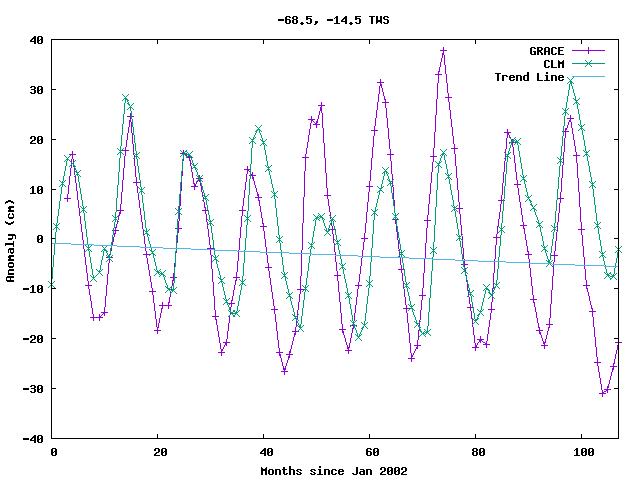 -68.5, -14.5 TWS
GRACE
CLM
Trend Line
40
30
20
10
0
-10
-20
-30
-40
Anomaly (cm)
0 20 40 60 80 100
Months since Jan 2002